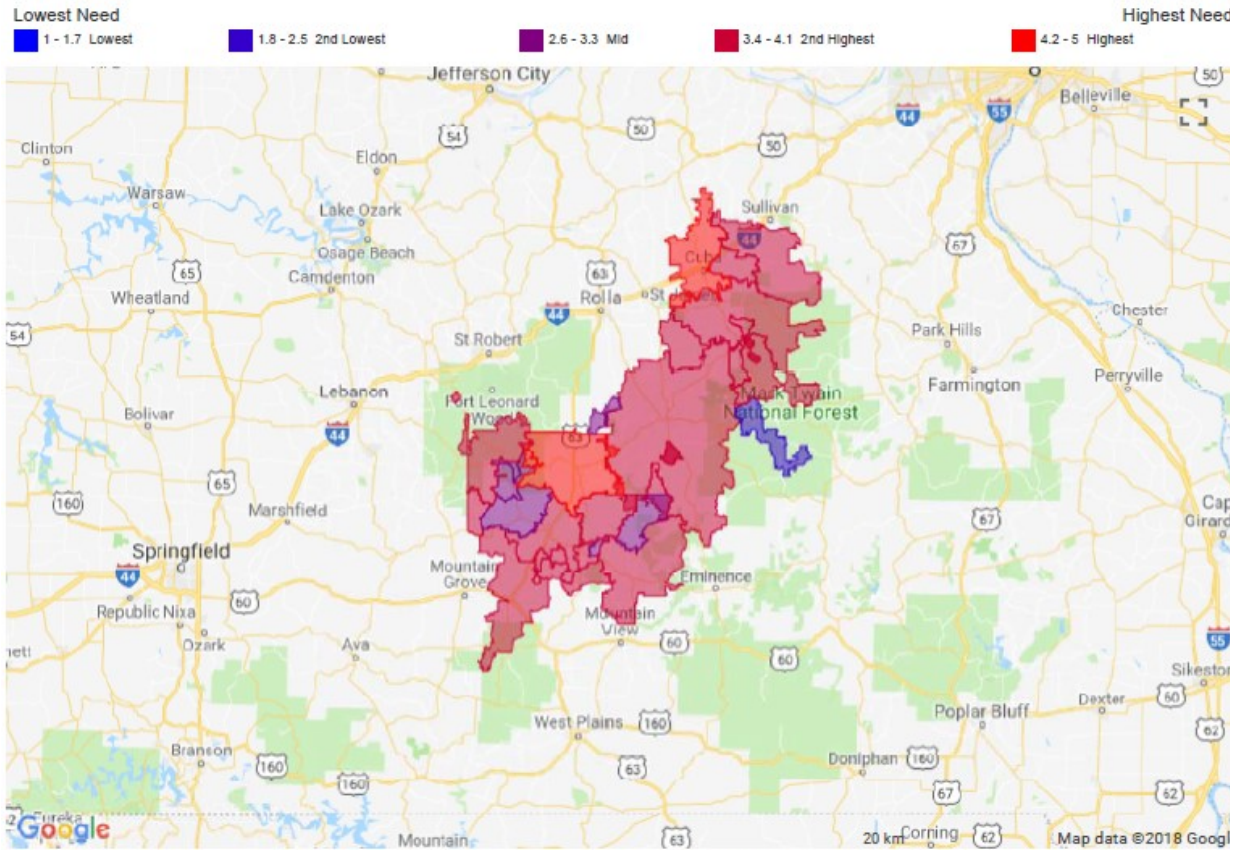 Lowest Need
Highest Need
1 - 1.7 Lowest
1.8 - 2.5 2nd Lowest
2.6 - 3.3 Mid
3.4 - 4.1 2nd Highest
4.2 - 5 Highest
Jefferson City
50
Belleville
44
55
54
50
50
Clinton
Eldon
Warsaw
Lake Ozark
Sullivan
Osage Beach
44
67
65
Camdenton
63
Cuba
Wheatland
Rolla
St
44
Chester
54
St Robert
Park Hills
Farmington
Perryville
Lebanon
Fort Leonard
Wood
Mark Twain
National Forest
Bolivar
44
63
65
160
Marshfield
67
Cap
Girard
Springfield
44
Mountain
Grove
Eminence
60
Republic
Nixa
Mountain
View
60
60
55
Ozark
Ava
Sikeston
Dexter
60
West Plains
160
Poplar Bluff
62
Branson
160
63
Doniphan
160
160
67
62
Eureka
Google
Mountain
63
20 km
Corning
62
Map data ©2018 Googl